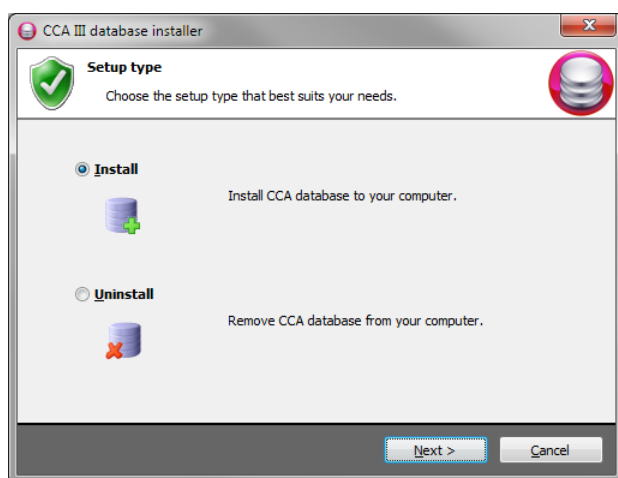 CCA III database installer
Setup type
Choose the setup type that best suits your needs.
Install
Install CCA database to your computer.
Uninstall
Remove CCA database from your computer.
Next >
Cancel